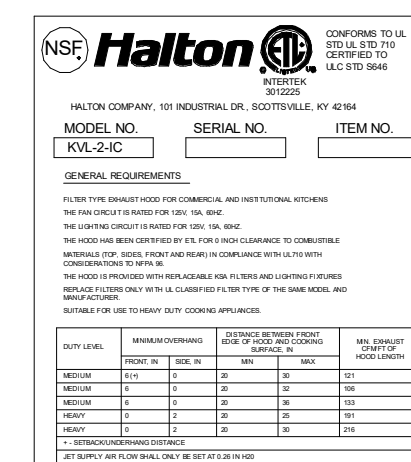 NSF
Halton
ETL
LISTED
C US
INTERTEK
3012225
CONFORMS TO UL
STD UL STD 710
CERTIFIED TO
ULC STD S646
HALTON COMPANY, 101 INDUSTRIAL DR., SCOTTSVILLE, KY 42164
MODEL NO. SERIAL NO. ITEM NO.
KVL-2-IC
GENERAL REQUIREMENTS
FILTER TYPE EXHAUST HOOD FOR COMMERCIAL AND INSTITUTIONAL KITCHENS
THE FAN CIRCUIT IS RATED FOR 125V, 15A, 60HZ.
THE LIGHTING CIRCUIT IS RATED FOR 125V, 15A, 60HZ.
THE HOOD HAS BEEN CERTIFIED BY ETL FOR 0 INCH CLEARANCE TO COMBUSTIBLE
MATERIALS (TOP, SIDES, FRONT AND REAR) IN COMPLIANCE WITH UL710 WITH
CONSIDERATIONS TO NFPA 96.
THE HOOD IS PROVIDED WITH REPLACEABLE KSA FILTERS AND LIGHTING FIXTURES
REPLACE FILTERS ONLY WITH UL CLASSIFIED FILTER TYPE OF THE SAME MODEL AND
MANUFACTURER.
SUITABLE FOR USE TO HEAVY DUTY COOKING APPLIANCES.
DUTY LEVEL MINIMUM OVERHANG DISTANCE BETWEEN FRONT EDGE OF HOOD AND COOKING SURFACE, IN MIN. EXHAUST CFM/FT OF HOOD LENGTH
FRONT, IN SIDE, IN MIN MAX
MEDIUM 6 (+) 0 20 30 121
MEDIUM 6 0 20 32 106
MEDIUM 6 0 20 36 133
HEAVY 0 2 20 25 191
HEAVY 0 2 20 30 216
+ - SETBACK/UNDERHANG DISTANCE
JET SUPPLY AIR FLOW SHALL ONLY BE SET AT 0.26 IN H20